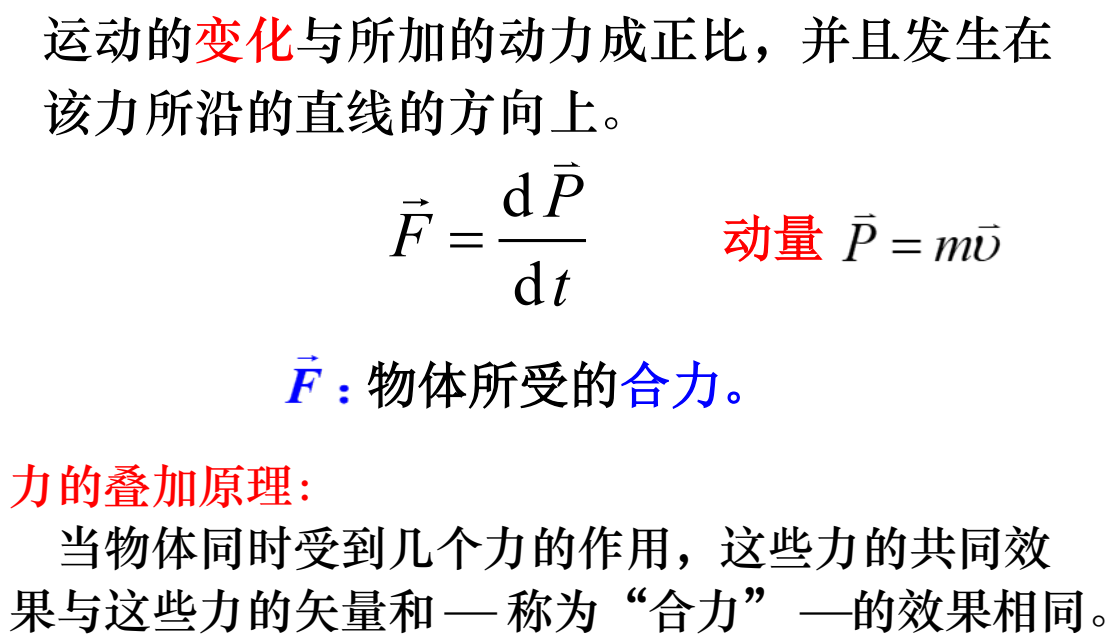 运动的变化与所加的动力成正比，并且发生在
该力所沿的直线的方向上。
$\vec{F} = \frac{\mathrm{d}\vec{P}}{\mathrm{d}t}$ 动量 $\vec{P} = m\vec{\upsilon}$
$\vec{F}$：物体所受的合力。
力的叠加原理：
当物体同时受到几个力的作用，这些力的共同效
果与这些力的矢量和 — 称为“合力” —的效果相同。